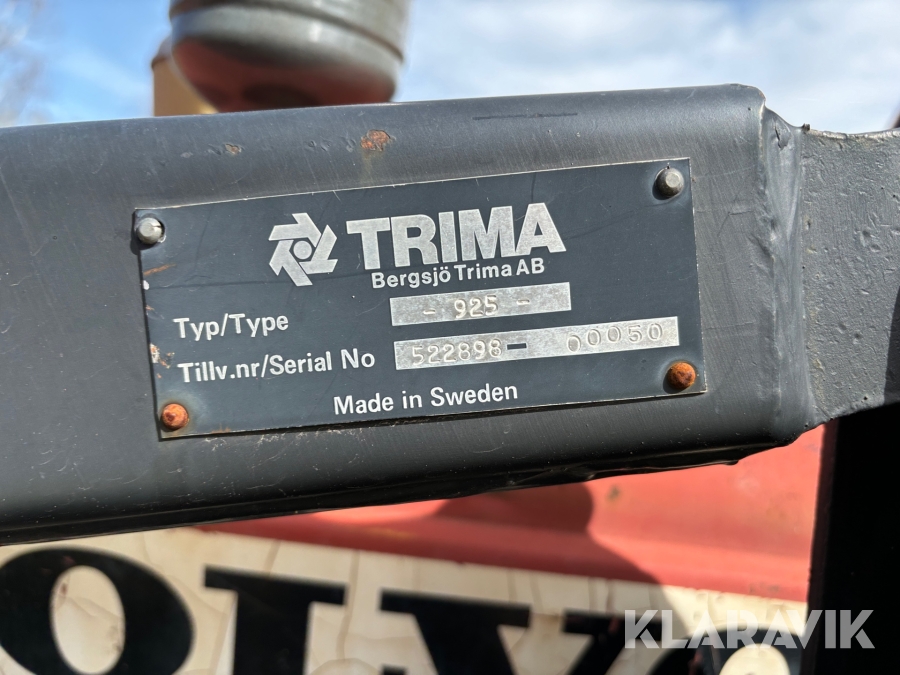 TRIMA
Bergsjö Trima AB
Typ/Type - 925 -
Tillv.nr/Serial No 522898- 00050
Made in Sweden
KLARAVIK